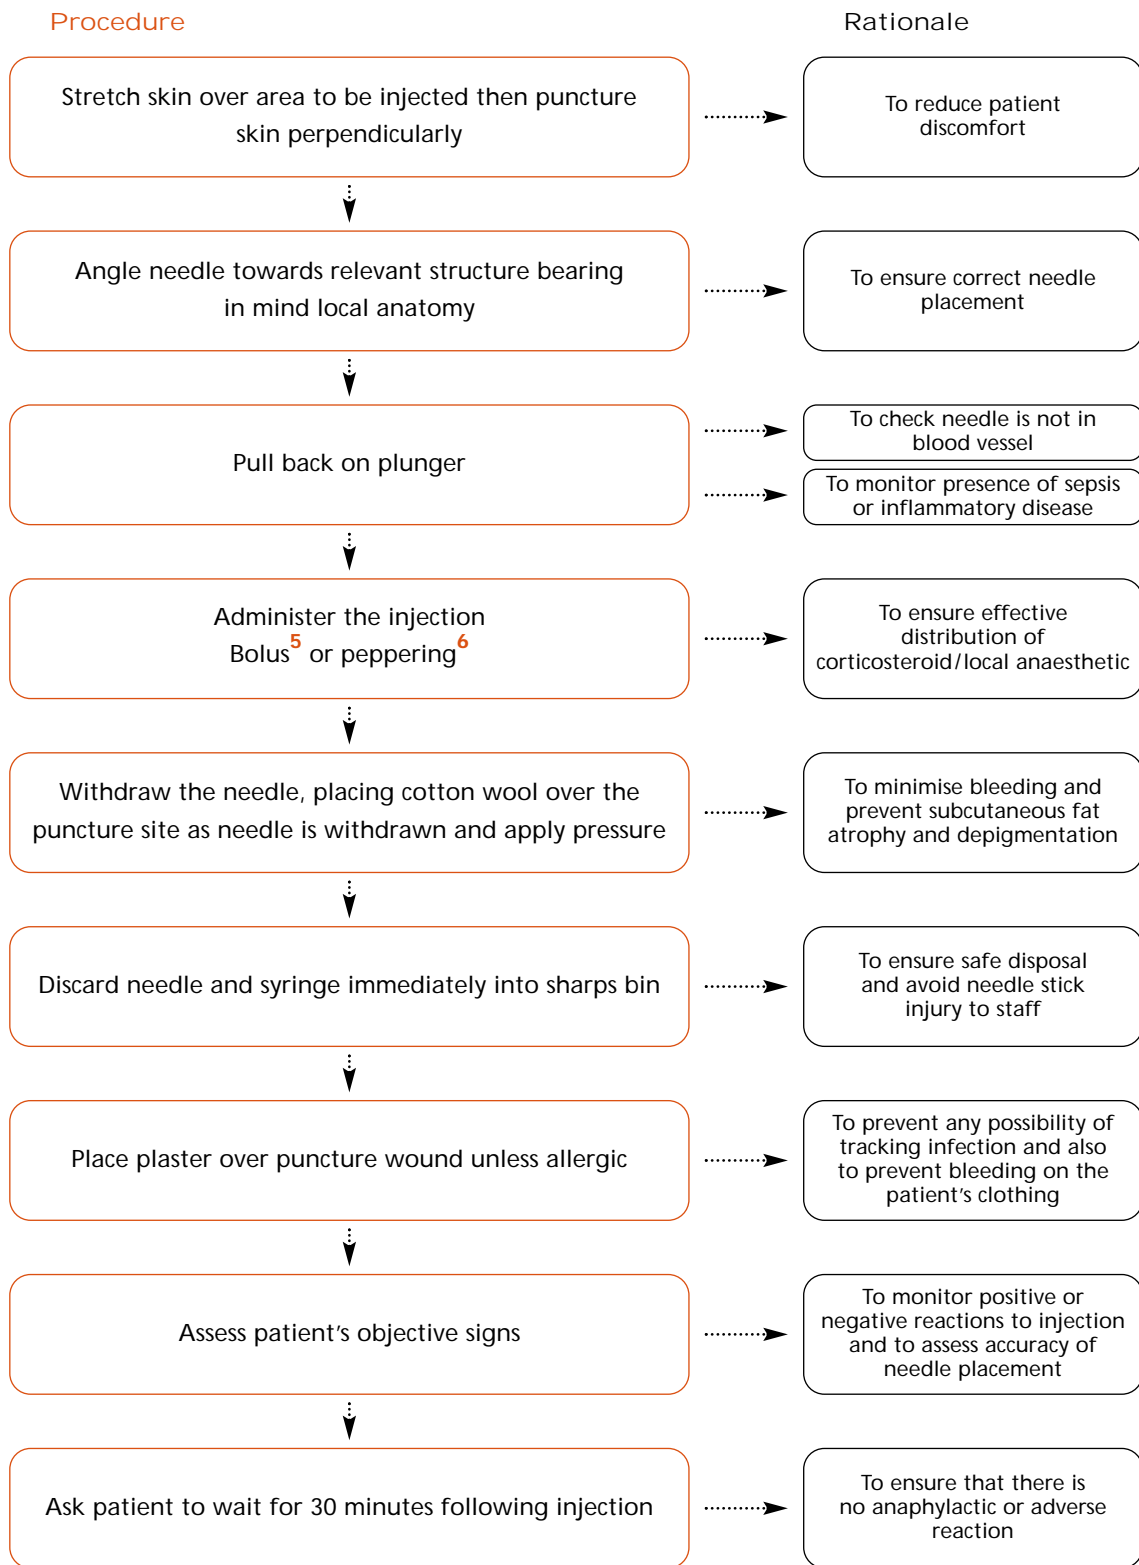 Procedure
Rationale
Stretch skin over area to be injected then puncture
skin perpendicularly
To reduce patient
discomfort
Angle needle towards relevant structure bearing
in mind local anatomy
To ensure correct needle
placement
Pull back on plunger
To check needle is not in
blood vessel
To monitor presence of sepsis
or inflammatory disease
Administer the injection
Bolus5 or peppering6
To ensure effective
distribution of
corticosteroid/local anaesthetic
Withdraw the needle, placing cotton wool over the
puncture site as needle is withdrawn and apply pressure
To minimise bleeding and
prevent subcutaneous fat
atrophy and depigmentation
Discard needle and syringe immediately into sharps bin
To ensure safe disposal
and avoid needle stick
injury to staff
Place plaster over puncture wound unless allergic
To prevent any possibility of
tracking infection and also
to prevent bleeding on the
patient's clothing
Assess patient's objective signs
To monitor positive or
negative reactions to injection
and to assess accuracy of
needle placement
Ask patient to wait for 30 minutes following injection
To ensure that there is
no anaphylactic or adverse
reaction